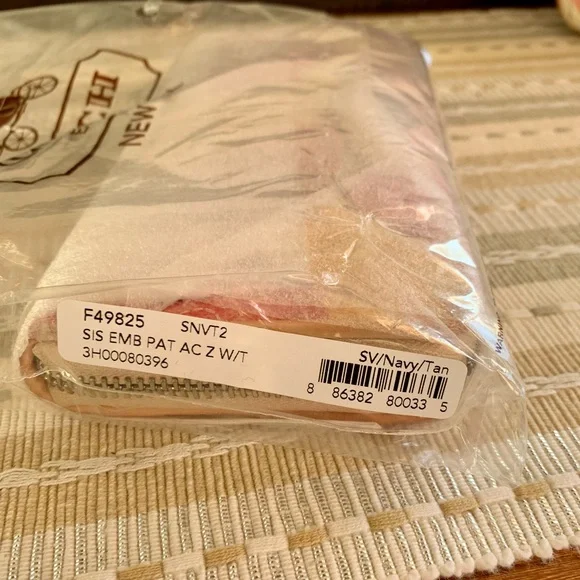 NEW
F49825 SNVT2
SIS EMB PAT AC Z W/T
3H00080396
SV/Navy/Tan
8 86382 80033 5